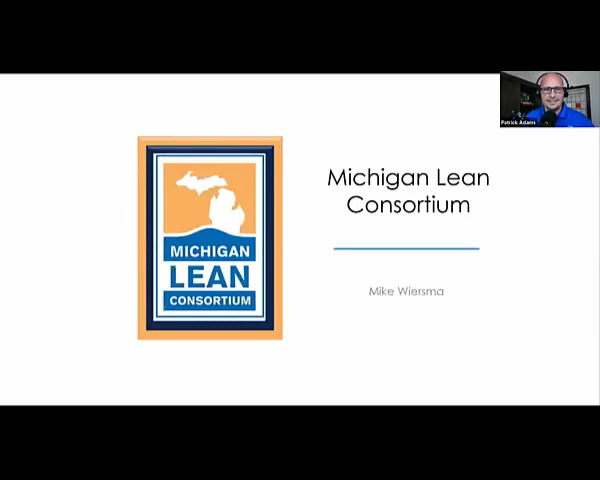 Patrick Adams
Michigan Lean
Consortium
MICHIGAN
LEAN
CONSORTIUM
Mike Wiersma